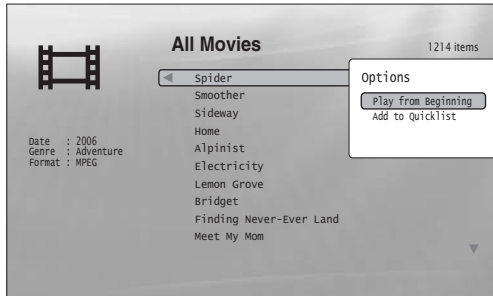 All Movies
1214 items
Spider
Smoother
Sideway
Home
Alpinist
Electricity
Lemon Grove
Bridget
Finding Never-Ever Land
Meet My Mom
Options
Play from Beginning
Add to Quicklist
Date : 2006
Genre : Adventure
Format : MPEG